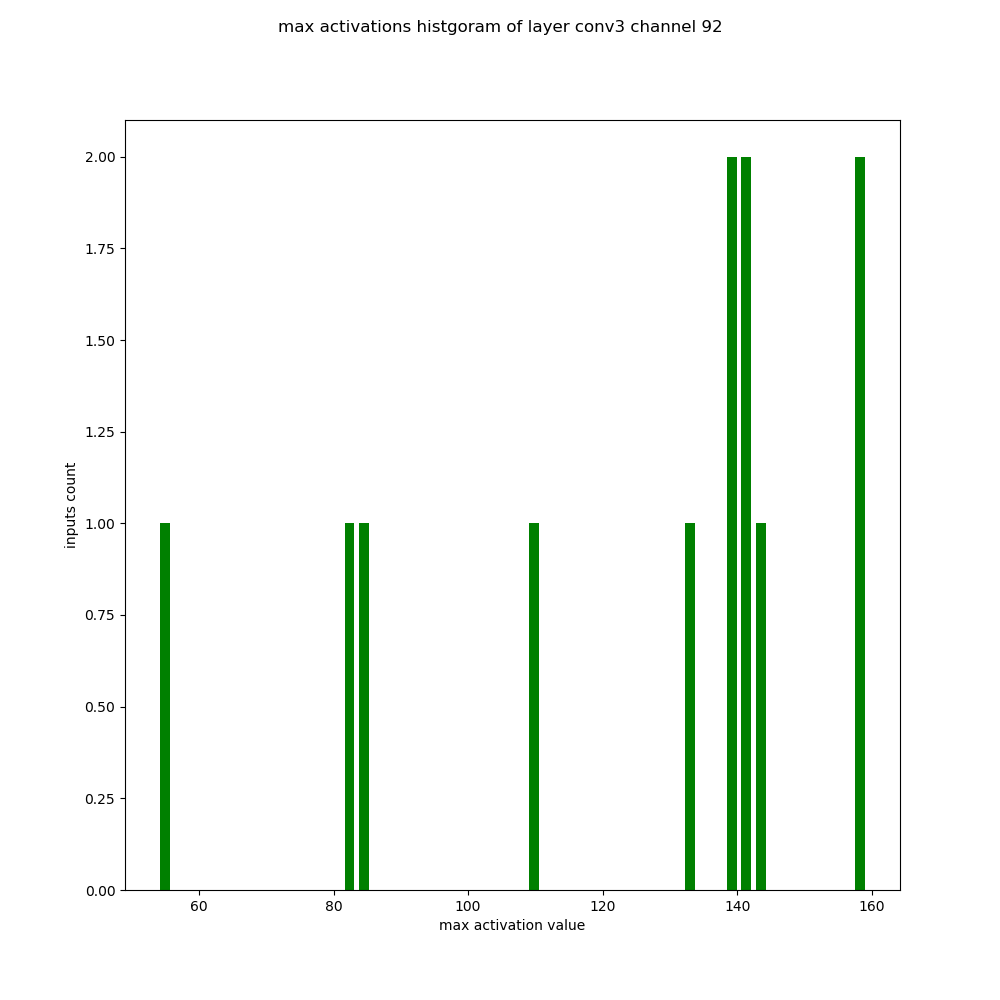 max activations histgoram of layer conv3 channel 92
2.00
1.75
1.50
1.25
1.00
0.75
0.50
0.25
0.00
inputs count
60 80 100 120 140 160
max activation value